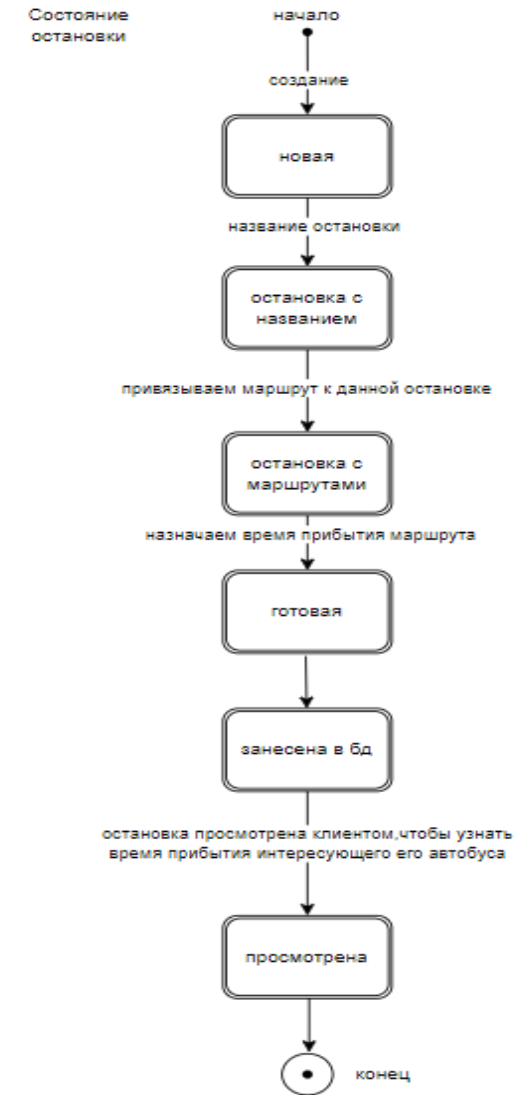 Состояние
остановки
начало
создание
новая
название остановки
остановка с
названием
привязываем маршрут к данной остановке
остановка с
маршрутами
назначаем время прибытия маршрута
готовая
занесена в бд
остановка просмотрена клиентом,чтобы узнать
время прибытия интересующего его автобуса
просмотрена
конец